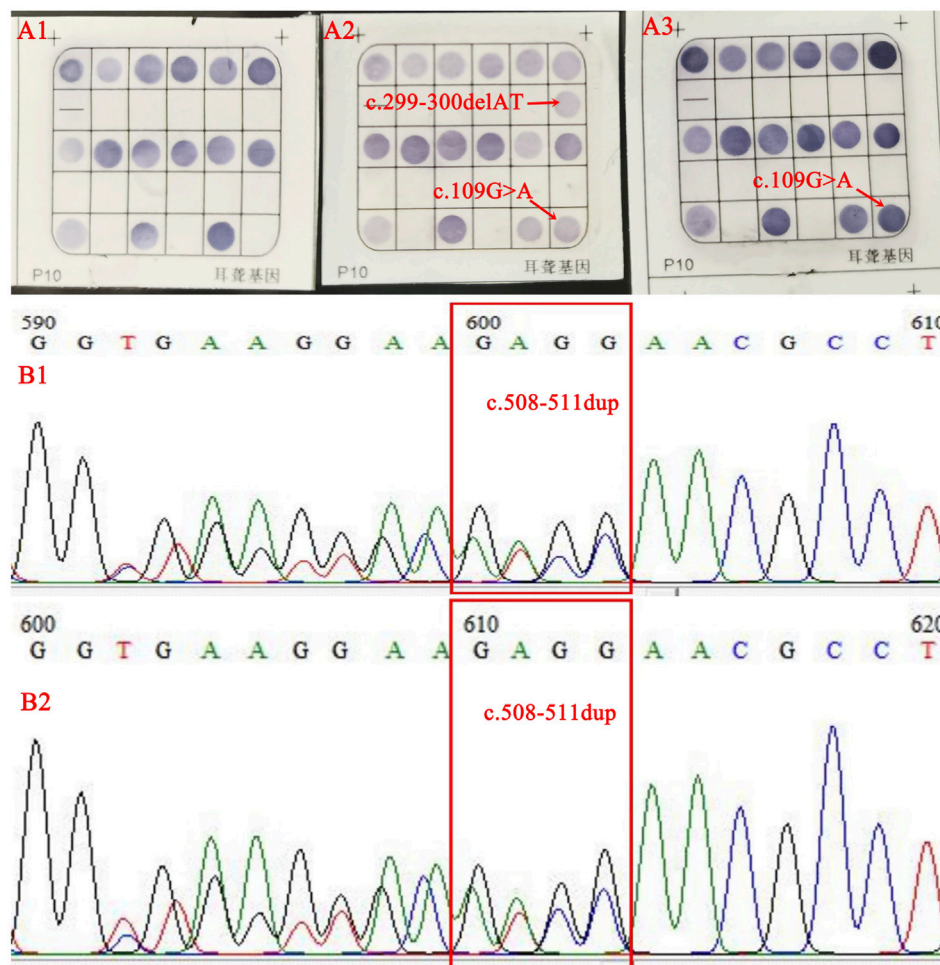 A1
A2
A3
c.299-300delAT
c.109G>A
c.109G>A
P10
耳聋基因
P10
耳聋基因
P10
耳聋基因
590
600
610
G G T G A A G G A A G A G G A A C G C C T
B1
c.508-511dup
600
610
620
G G T G A A G G A A G A G G A A C G C C T
B2
c.508-511dup